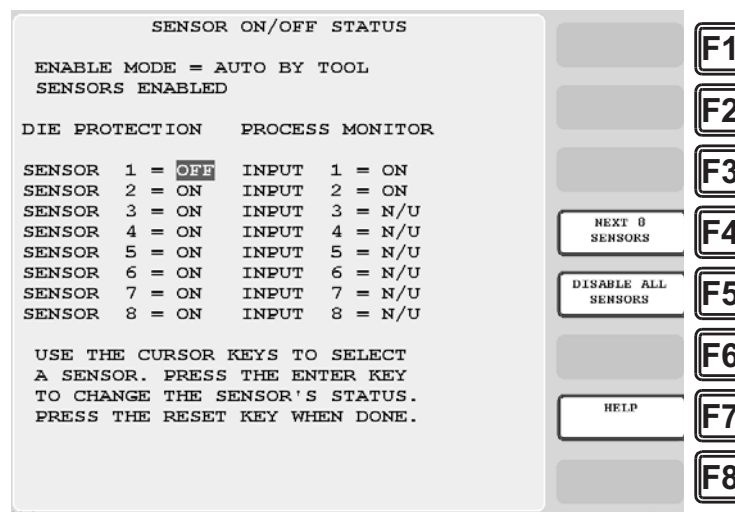 SENSOR ON/OFF STATUS
ENABLE MODE = AUTO BY TOOL
SENSORS ENABLED
DIE PROTECTION PROCESS MONITOR
SENSOR 1 = OFF INPUT 1 = ON
SENSOR 2 = ON INPUT 2 = ON
SENSOR 3 = ON INPUT 3 = N/U
SENSOR 4 = ON INPUT 4 = N/U
SENSOR 5 = ON INPUT 5 = N/U
SENSOR 6 = ON INPUT 6 = N/U
SENSOR 7 = ON INPUT 7 = N/U
SENSOR 8 = ON INPUT 8 = N/U
USE THE CURSOR KEYS TO SELECT
A SENSOR. PRESS THE ENTER KEY
TO CHANGE THE SENSOR'S STATUS.
PRESS THE RESET KEY WHEN DONE.
F1
F2
F3
NEXT 8
SENSORS
F4
DISABLE ALL
SENSORS
F5
F6
HELP
F7
F8